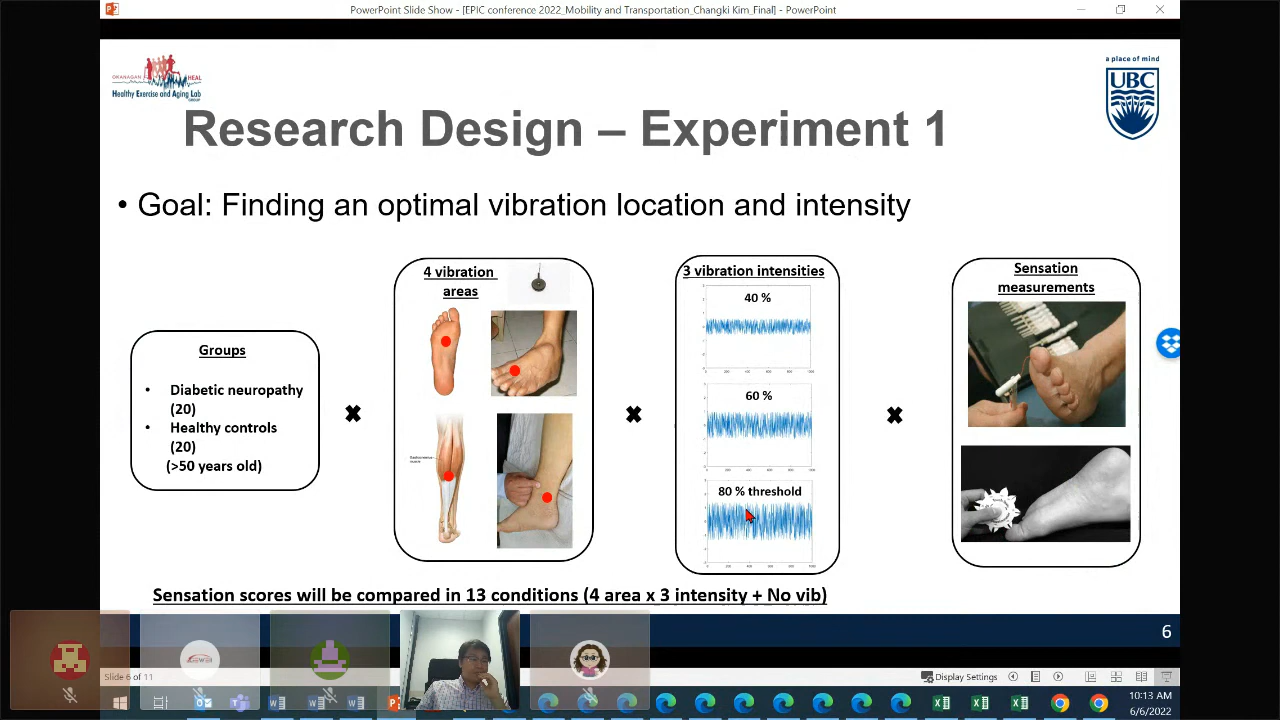 PowerPoint Slide Show - [EPIC conference 2022_Mobility and Transportation_Changki Kim_Final] - PowerPoint
OKANAGAN HEAL
Healthy Exercise and Aging Lab
GROUP
a place of mind
UBC
Research Design – Experiment 1
• Goal: Finding an optimal vibration location and intensity
Groups
• Diabetic neuropathy
(20)
• Healthy controls
(20)
(>50 years old)
4 vibration
areas
3 vibration intensities
40 %
60 %
80 % threshold
Sensation
measurements
Sensation scores will be compared in 13 conditions (4 area x 3 intensity + No vib)
6
Slide 6 of 11
Display Settings
10:13 AM
6/6/2022